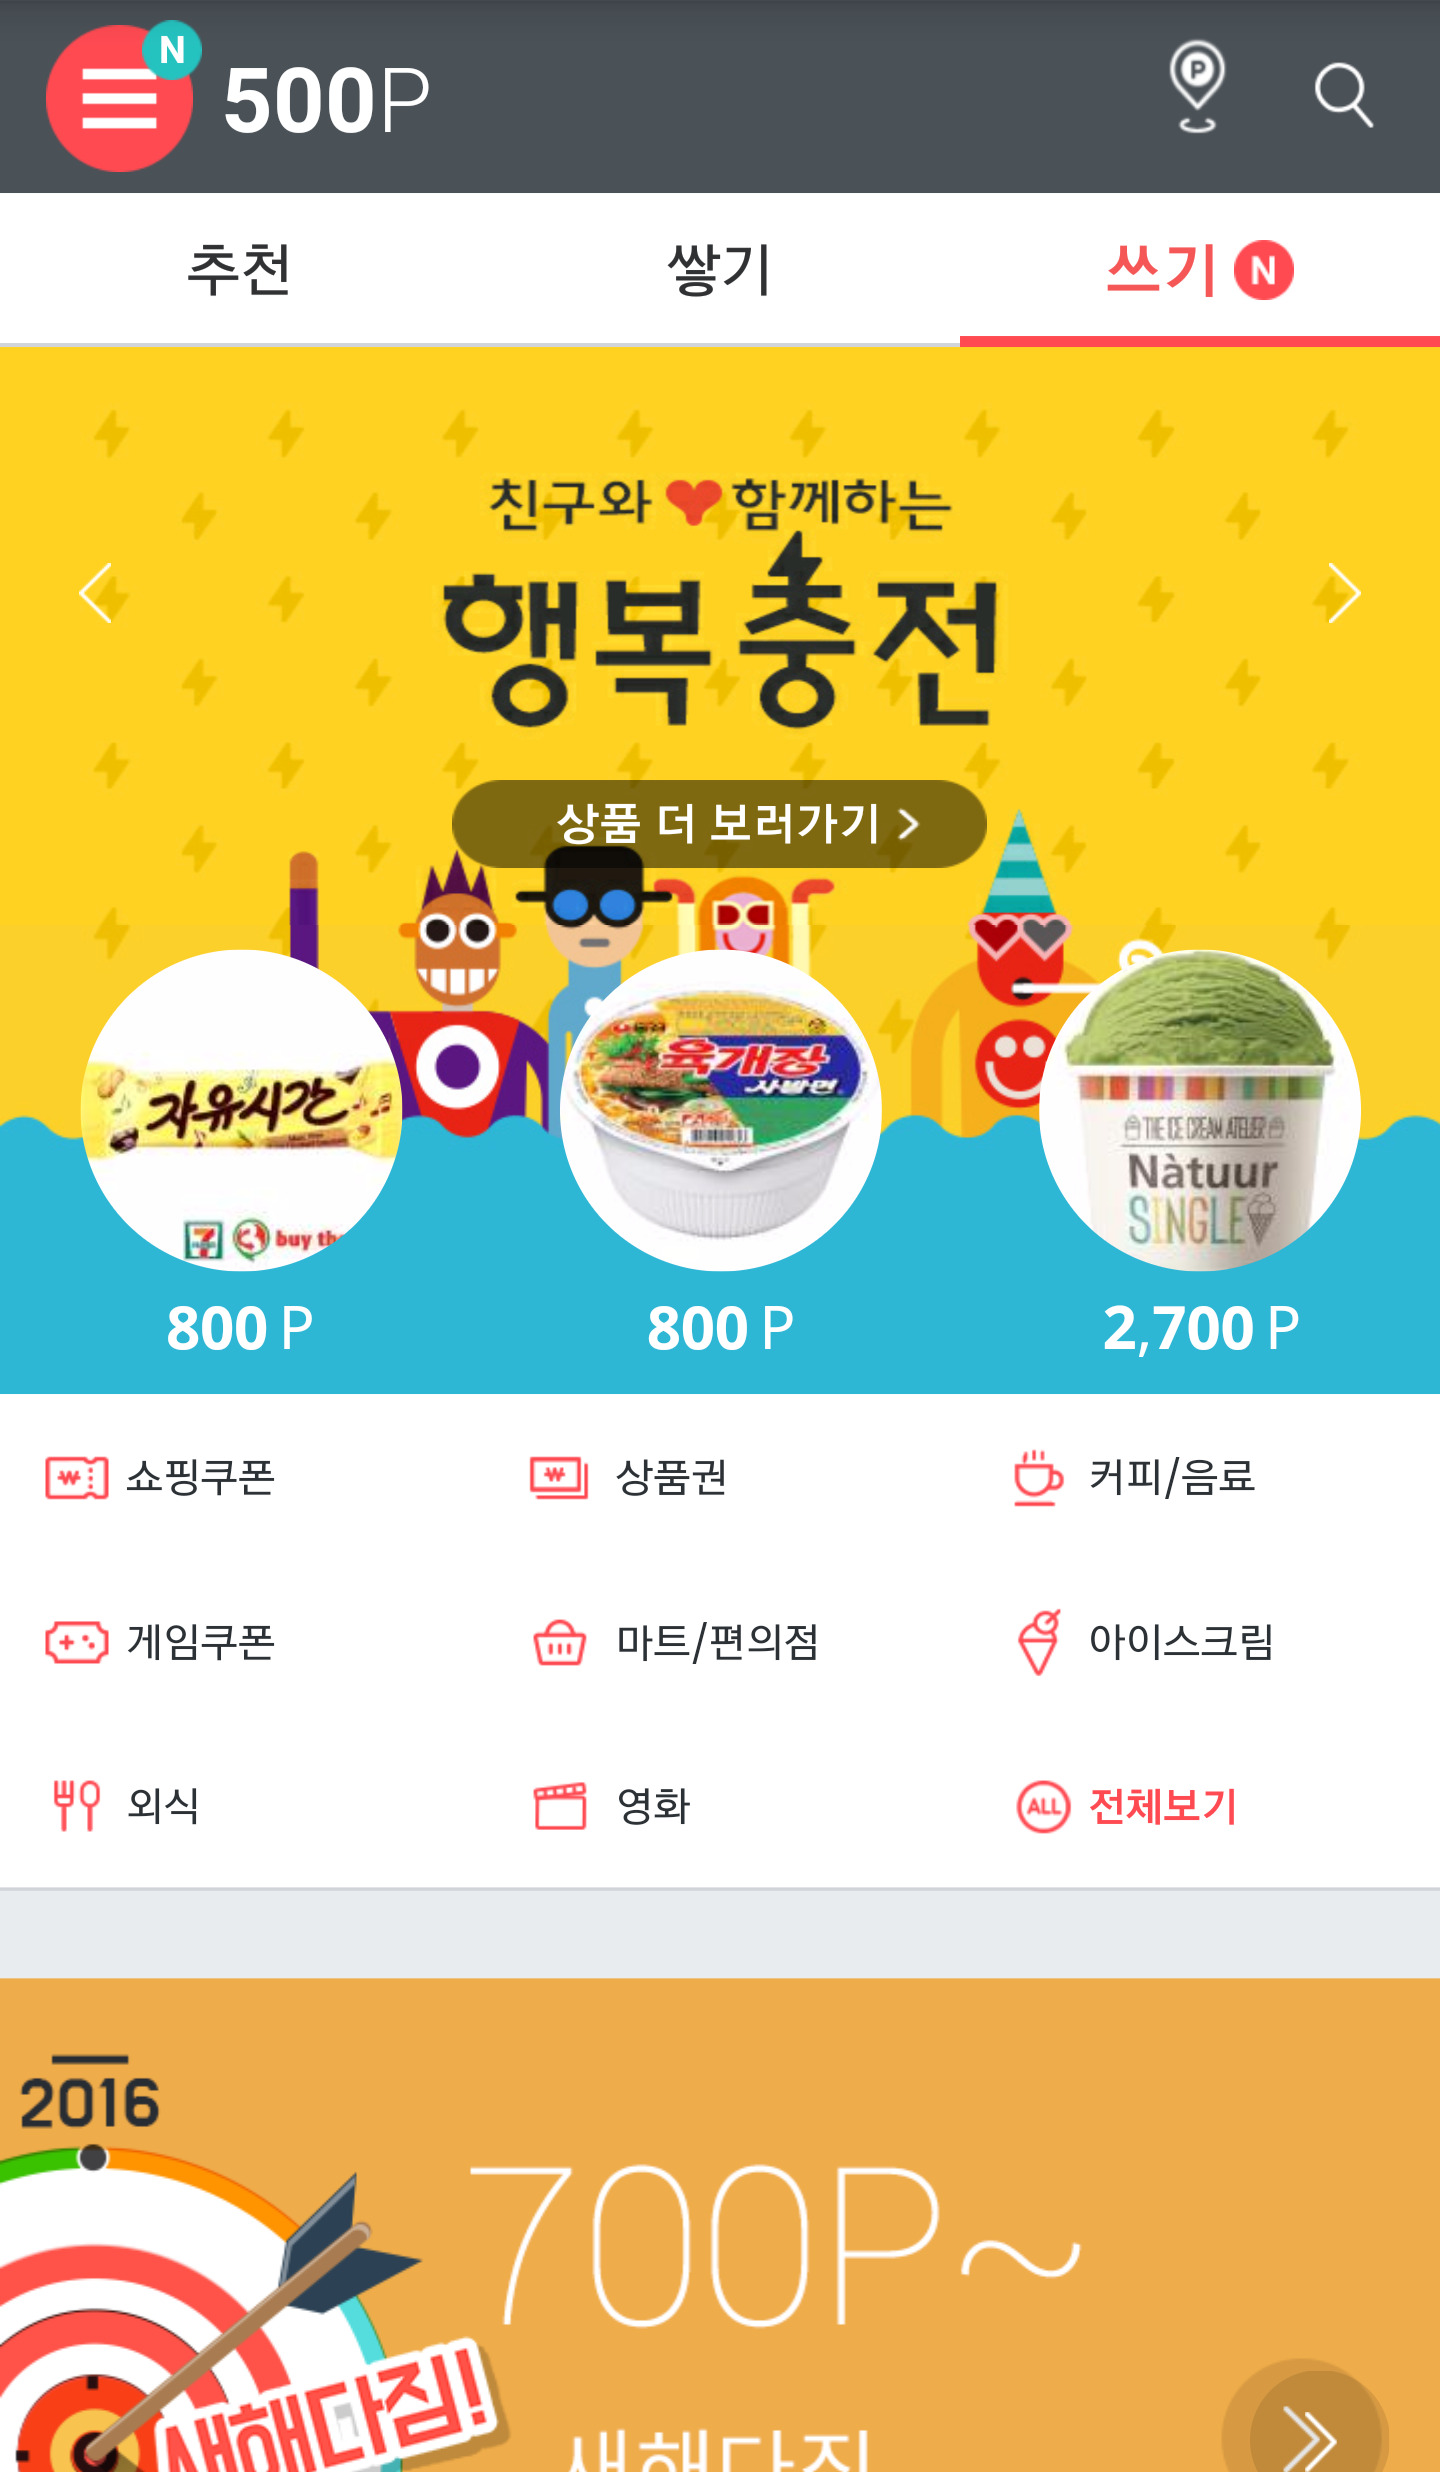 N
500P
P
추천
쌓기
쓰기 N
친구와 함께하는
행복충전
상품 더 보러가기
자유시간
7
buy
육개장
사발면
THE ICE CREAM ATELIER
Nàtuur
SINGLE
800 P
800 P
2,700 P
쇼핑쿠폰
상품권
커피/음료
게임쿠폰
마트/편의점
아이스크림
외식
영화
ALL 전체보기
2016
700P~
새해다짐!
새해다짐